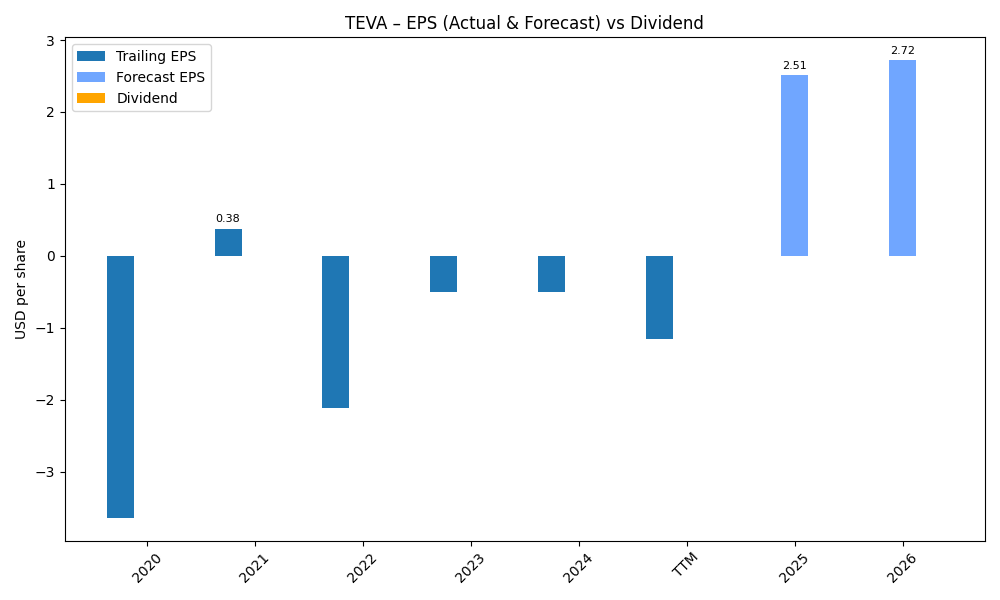 TEVA – EPS (Actual & Forecast) vs Dividend
Trailing EPS
Forecast EPS
Dividend
USD per share
3
2
1
0
−1
−2
−3
0.38
2.51
2.72
2020
2021
2022
2023
2024
TTM
2025
2026